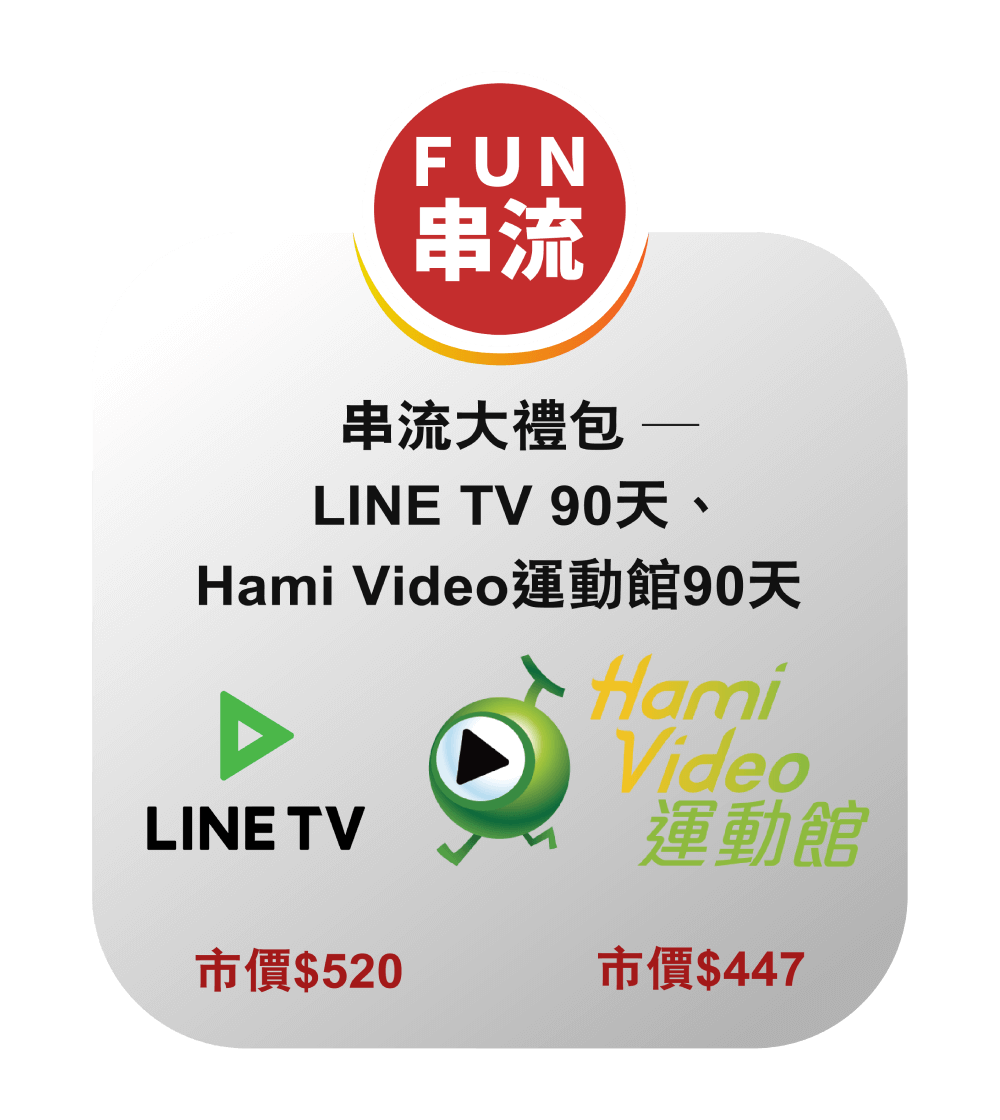 FUN
串流
串流大禮包 —
LINE TV 90天、
Hami Video運動館90天
LINE TV
Hami
Video
運動館
市價$520
市價$447